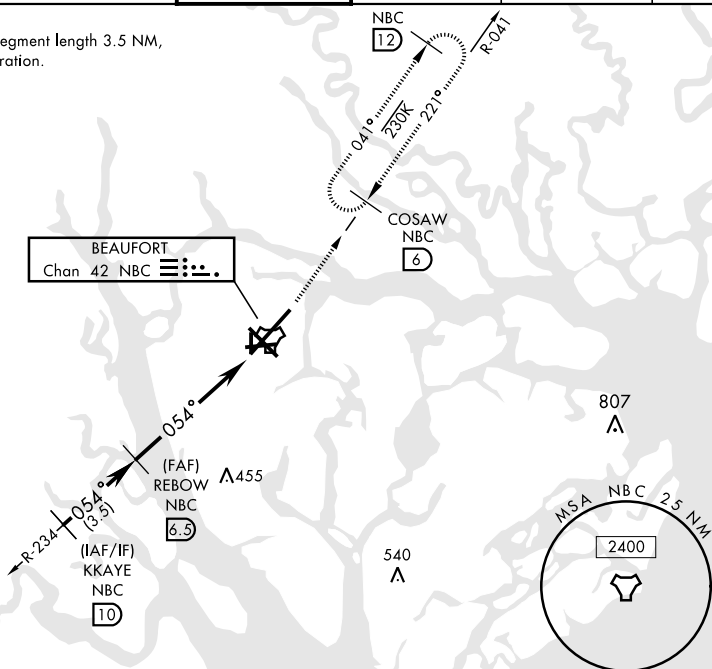 egment length 3.5 NM,
ration.
NBC
12
R-041
041°
230K
221°
COSAW
NBC
6
BEAUFORT
Chan 42 NBC
054°
807
(FAF)
REBOW
NBC
6.5
455
054°
(3.5)
R-234
(IAF/IF)
KKAYE
NBC
10
540
MSA NBC 25 NM
2400